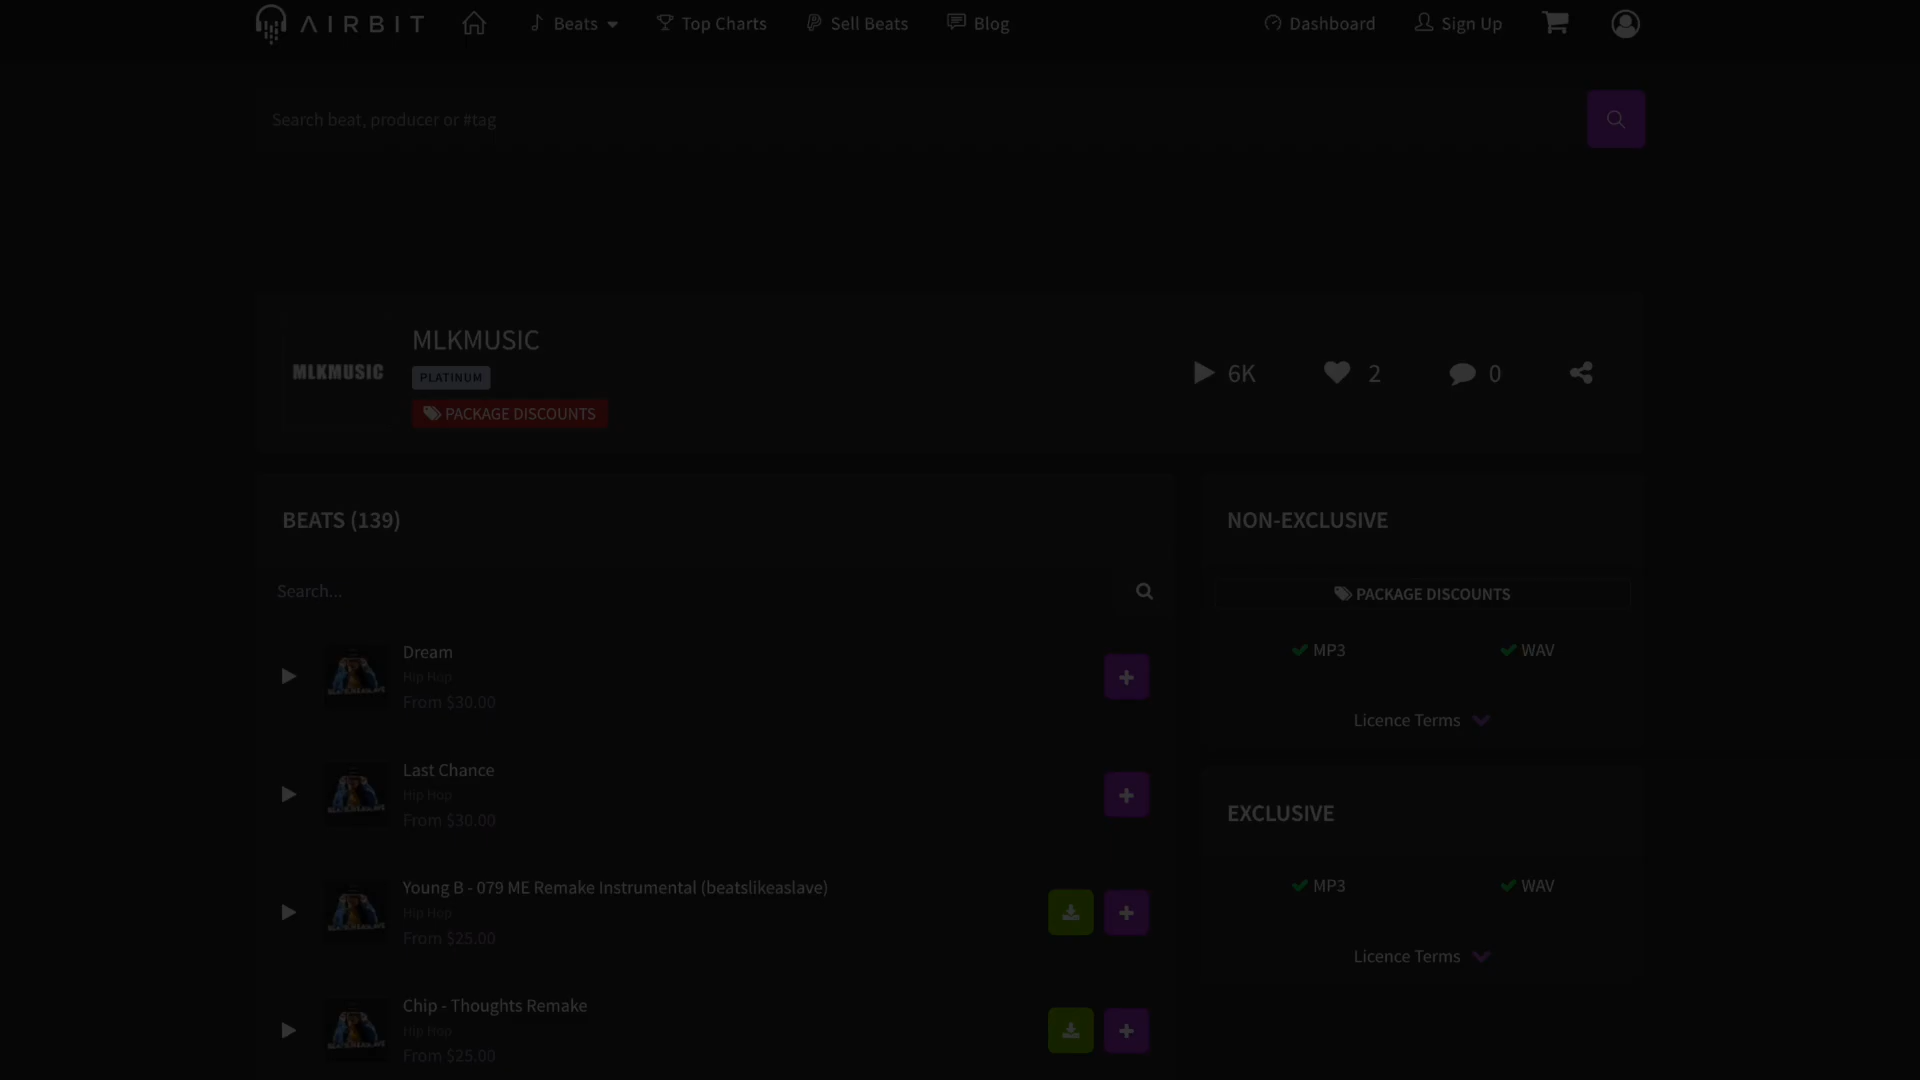 AIRBIT
Beats
Top Charts
Sell Beats
Blog
Dashboard
Sign Up
Search beat, producer or #tag
MLKMUSIC
MLKMUSIC
PLATINUM
PACKAGE DISCOUNTS
6K
2
0
BEATS (139)
Search...
Dream
Hip Hop
From $30.00
Last Chance
Hip Hop
From $30.00
Young B - 079 ME Remake Instrumental (beatslikeaslave)
Hip Hop
From $25.00
Chip - Thoughts Remake
Hip Hop
From $25.00
NON-EXCLUSIVE
PACKAGE DISCOUNTS
MP3
WAV
Licence Terms
EXCLUSIVE
MP3
WAV
Licence Terms